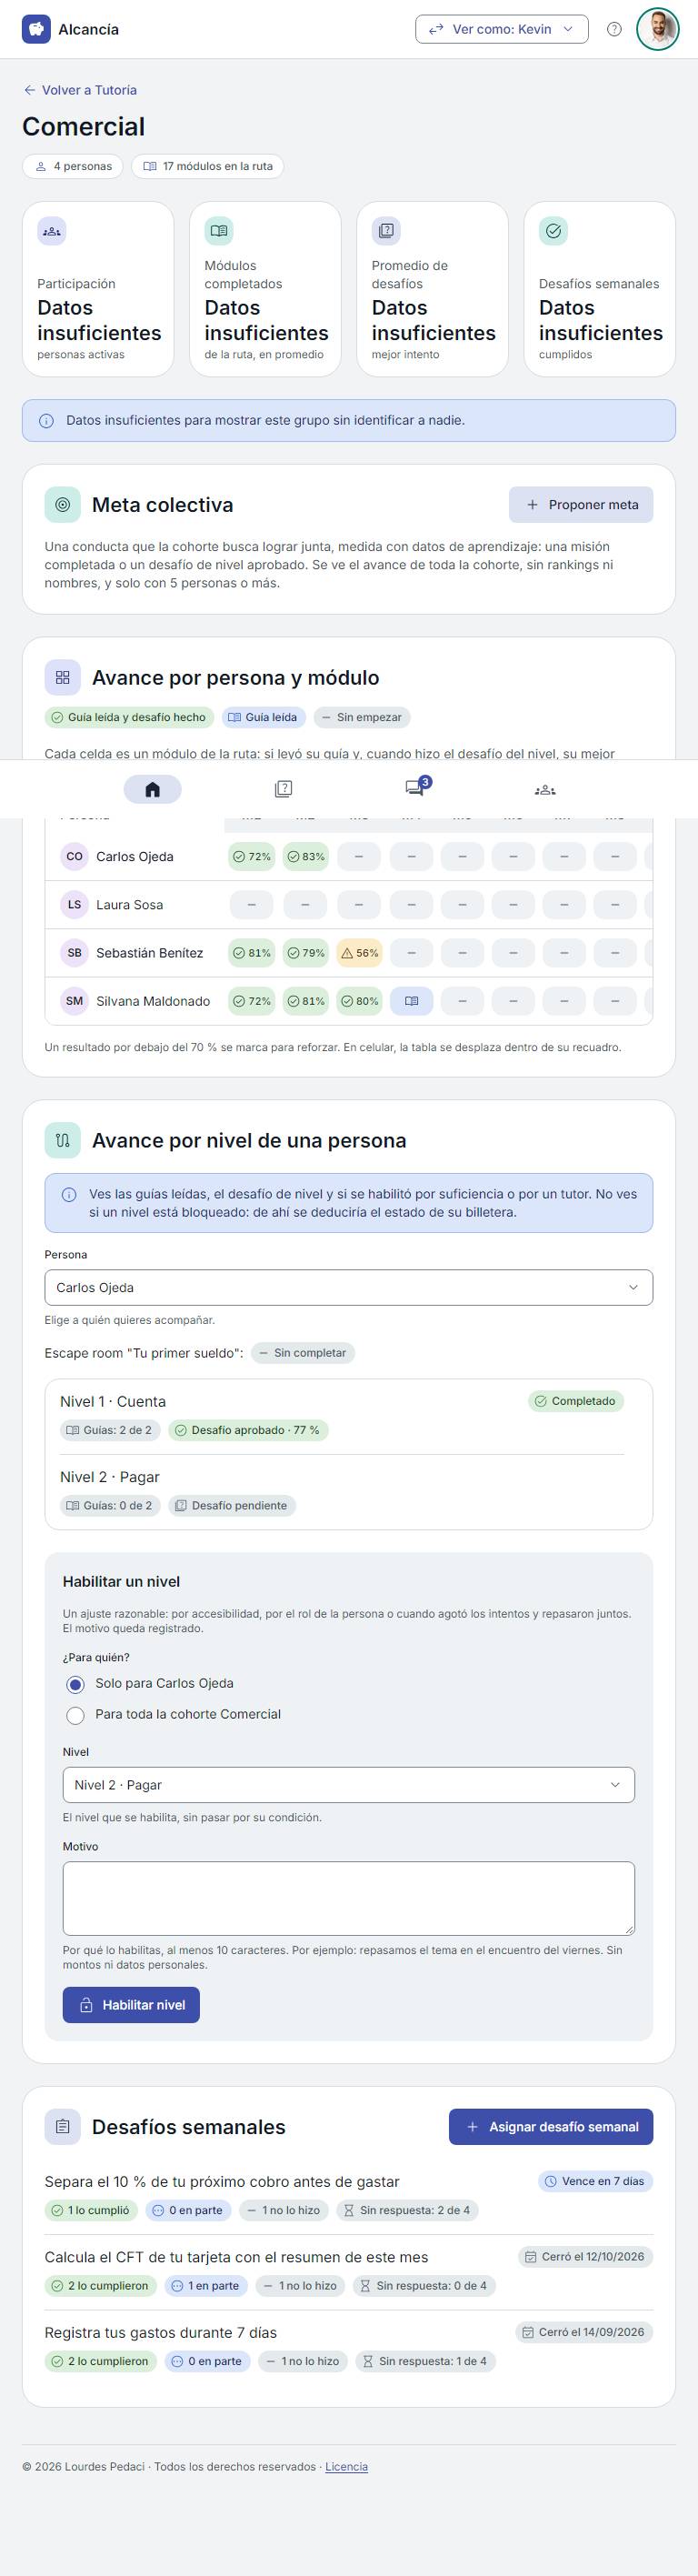 Alcancía
Ver como: Kevin
Volver a Tutoría
Comercial
4 personas
17 módulos en la ruta
Participación
Datos
insuficientes
personas activas
Módulos
completados
Datos
insuficientes
de la ruta, en promedio
Promedio de
desafíos
Datos
insuficientes
mejor intento
Desafíos semanales
Datos
insuficientes
cumplidos
Datos insuficientes para mostrar este grupo sin identificar a nadie.
Meta colectiva
Proponer meta
Una conducta que la cohorte busca lograr junta, medida con datos de aprendizaje: una misión
completada o un desafío de nivel aprobado. Se ve el avance de toda la cohorte, sin rankings ni
nombres, y solo con 5 personas o más.
Avance por persona y módulo
Guía leída y desafío hecho
Guía leída
Sin empezar
Cada celda es un módulo de la ruta: si leyó su guía y, cuando hizo el desafío del nivel, su mejor
3
CO Carlos Ojeda 72% 83% – – – – – –
LS Laura Sosa – – – – – – – –
SB Sebastián Benítez 81% 79% 56% – – – – –
SM Silvana Maldonado 72% 81% 80% – – – –
Un resultado por debajo del 70 % se marca para reforzar. En celular, la tabla se desplaza dentro de su recuadro.
Avance por nivel de una persona
Ves las guías leídas, el desafío de nivel y si se habilitó por suficiencia o por un tutor. No ves
si un nivel está bloqueado: de ahí se deduciría el estado de su billetera.
Persona
Carlos Ojeda
Elige a quién quieres acompañar.
Escape room "Tu primer sueldo": – Sin completar
Nivel 1 · Cuenta
Completado
Guías: 2 de 2
Desafío aprobado · 77 %
Nivel 2 · Pagar
Guías: 0 de 2
Desafío pendiente
Habilitar un nivel
Un ajuste razonable: por accesibilidad, por el rol de la persona o cuando agotó los intentos y repasaron juntos.
El motivo queda registrado.
¿Para quién?
Solo para Carlos Ojeda
Para toda la cohorte Comercial
Nivel
Nivel 2 · Pagar
El nivel que se habilita, sin pasar por su condición.
Motivo
Por qué lo habilitas, al menos 10 caracteres. Por ejemplo: repasamos el tema en el encuentro del viernes. Sin
montos ni datos personales.
Habilitar nivel
Desafíos semanales
Asignar desafío semanal
Separa el 10 % de tu próximo cobro antes de gastar
Vence en 7 días
1 lo cumplió
0 en parte
1 no lo hizo
Sin respuesta: 2 de 4
Calcula el CFT de tu tarjeta con el resumen de este mes
Cerró el 12/10/2026
2 lo cumplieron
1 en parte
1 no lo hizo
Sin respuesta: 0 de 4
Registra tus gastos durante 7 días
Cerró el 14/09/2026
2 lo cumplieron
0 en parte
1 no lo hizo
Sin respuesta: 1 de 4
© 2026 Lourdes Pedaci · Todos los derechos reservados · Licencia